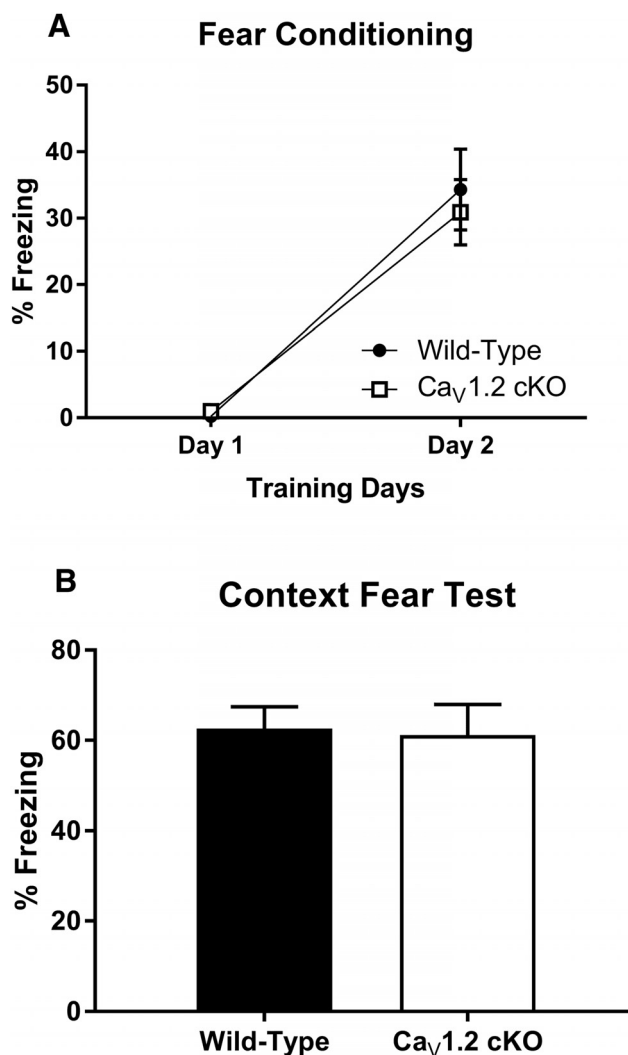 A
Fear Conditioning
50
40
30
20
10
0
% Freezing
Wild-Type
CaV1.2 cKO
Day 1
Day 2
Training Days
B
Context Fear Test
80
60
40
20
0
% Freezing
Wild-Type
CaV1.2 cKO